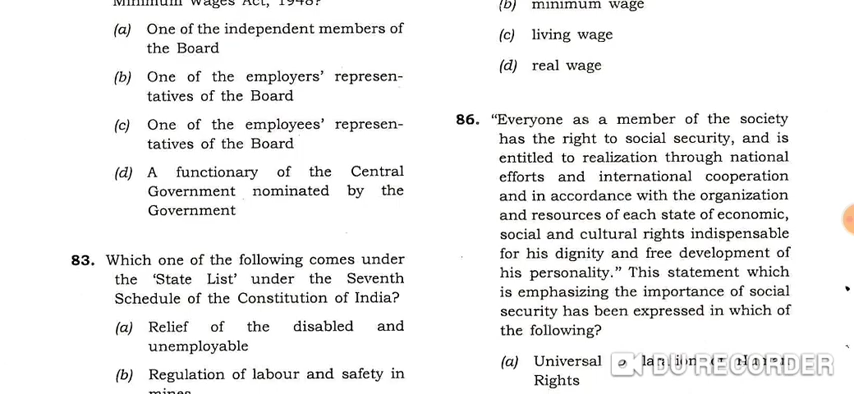 Minimum Wages Act, 1948?
(a) One of the independent members of
the Board
(b) One of the employers' represen-
tatives of the Board
(c) One of the employees' represen-
tatives of the Board
(d) A functionary of the Central
Government nominated by the
Government
83. Which one of the following comes under
the 'State List' under the Seventh
Schedule of the Constitution of India?
(a) Relief of the disabled and
unemployable
(b) Regulation of labour and safety in
mines
(b) minimum wage
(c) living wage
(d) real wage
86. "Everyone as a member of the society
has the right to social security, and is
entitled to realization through national
efforts and international cooperation
and in accordance with the organization
and resources of each state of economic,
social and cultural rights indispensable
for his dignity and free development of
his personality." This statement which
is emphasizing the importance of social
security has been expressed in which of
the following?
(a) Universal
Rights
DU RECORDER